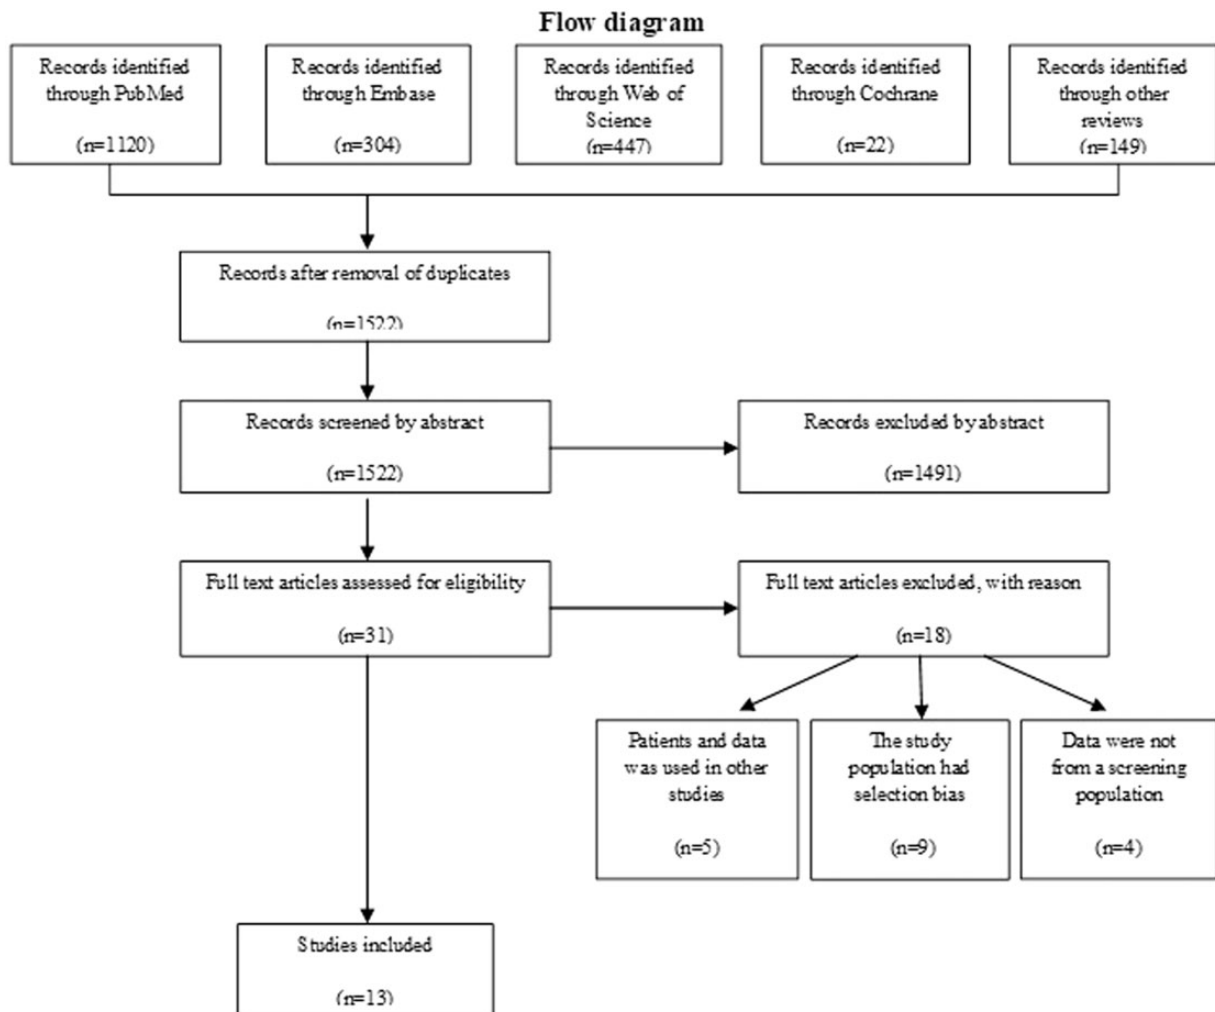 Flow diagram
Records identified
through PubMed
(n=1120)
Records identified
through Embase
(n=304)
Records identified
through Web of
Science
(n=447)
Records identified
through Cochrane
(n=22)
Records identified
through other
reviews
(n=149)
Records after removal of duplicates
(n=1522)
Records screened by abstract
(n=1522)
Records excluded by abstract
(n=1491)
Full text articles assessed for eligibility
(n=31)
Full text articles excluded, with reason
(n=18)
Patients and data
was used in other
studies
(n=5)
The study
population had
selection bias
(n=9)
Data were not
from a screening
population
(n=4)
Studies included
(n=13)